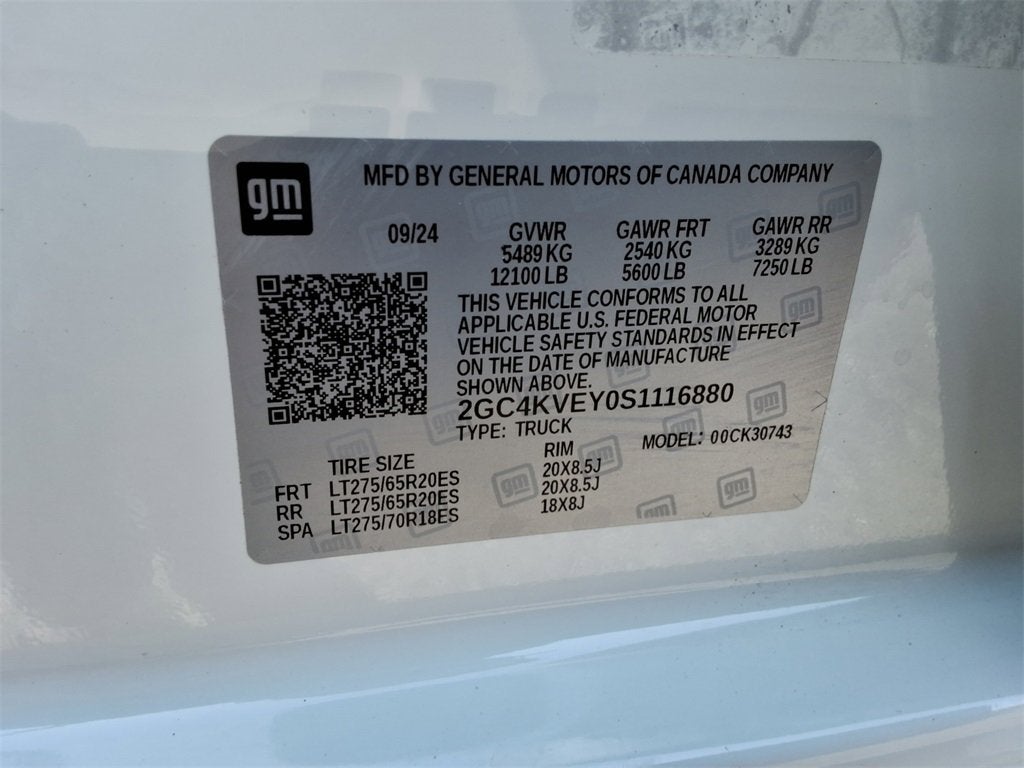 gm
MFD BY GENERAL MOTORS OF CANADA COMPANY
09/24 GVWR GAWR FRT GAWR RR
5489 KG 2540 KG 3289 KG
12100 LB 5600 LB 7250 LB
THIS VEHICLE CONFORMS TO ALL
APPLICABLE U.S. FEDERAL MOTOR
VEHICLE SAFETY STANDARDS IN EFFECT
ON THE DATE OF MANUFACTURE
SHOWN ABOVE.
2GC4KVEY0S1116880
TYPE: TRUCK MODEL: 00CK30743
TIRE SIZE RIM
FRT LT275/65R20ES 20X8.5J
RR LT275/65R20ES 20X8.5J
SPA LT275/70R18ES 18X8J